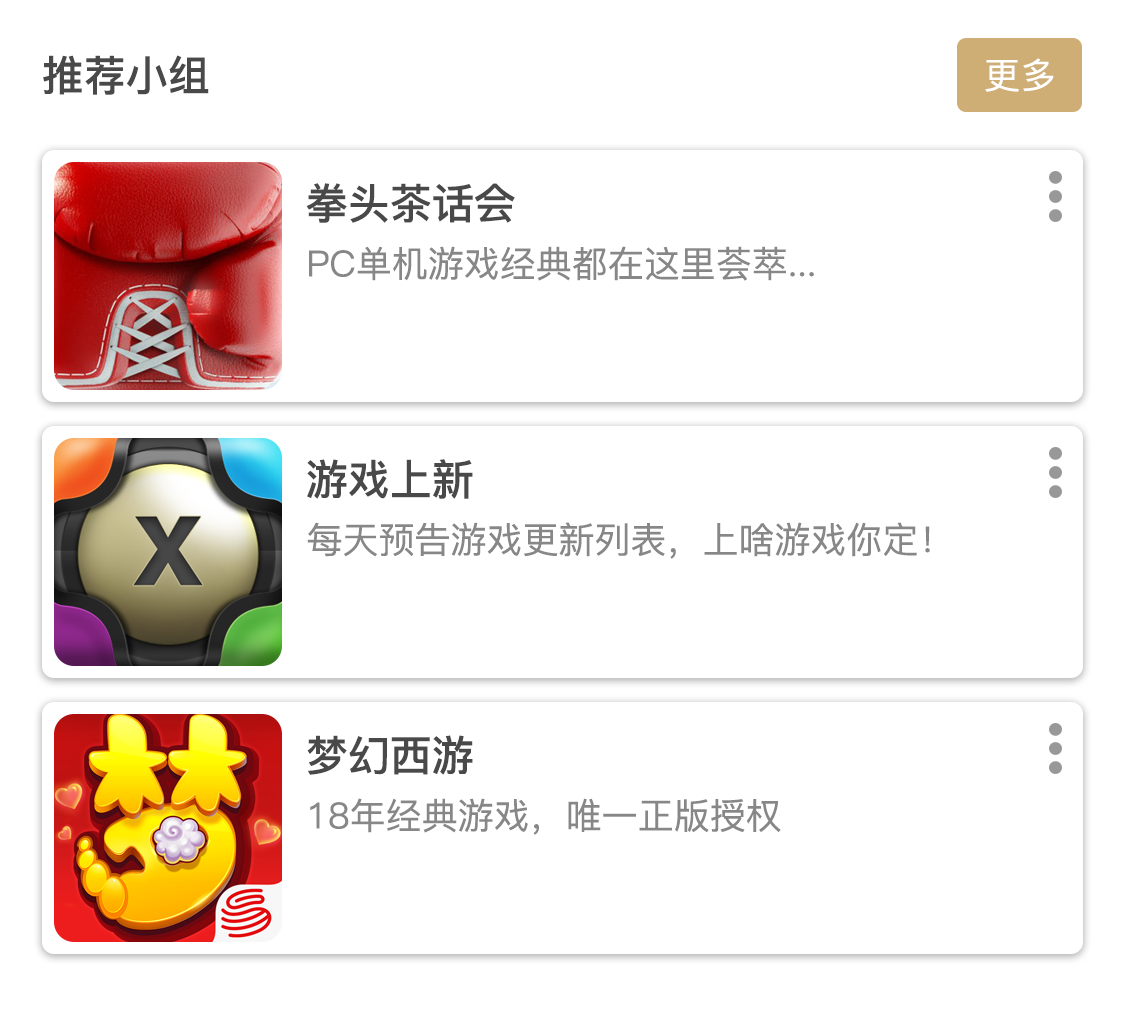 推荐小组
更多
拳头茶话会
PC单机游戏经典都在这里荟萃...
X
游戏上新
每天预告游戏更新列表，上啥游戏你定！
梦
梦幻西游
18年经典游戏，唯一正版授权